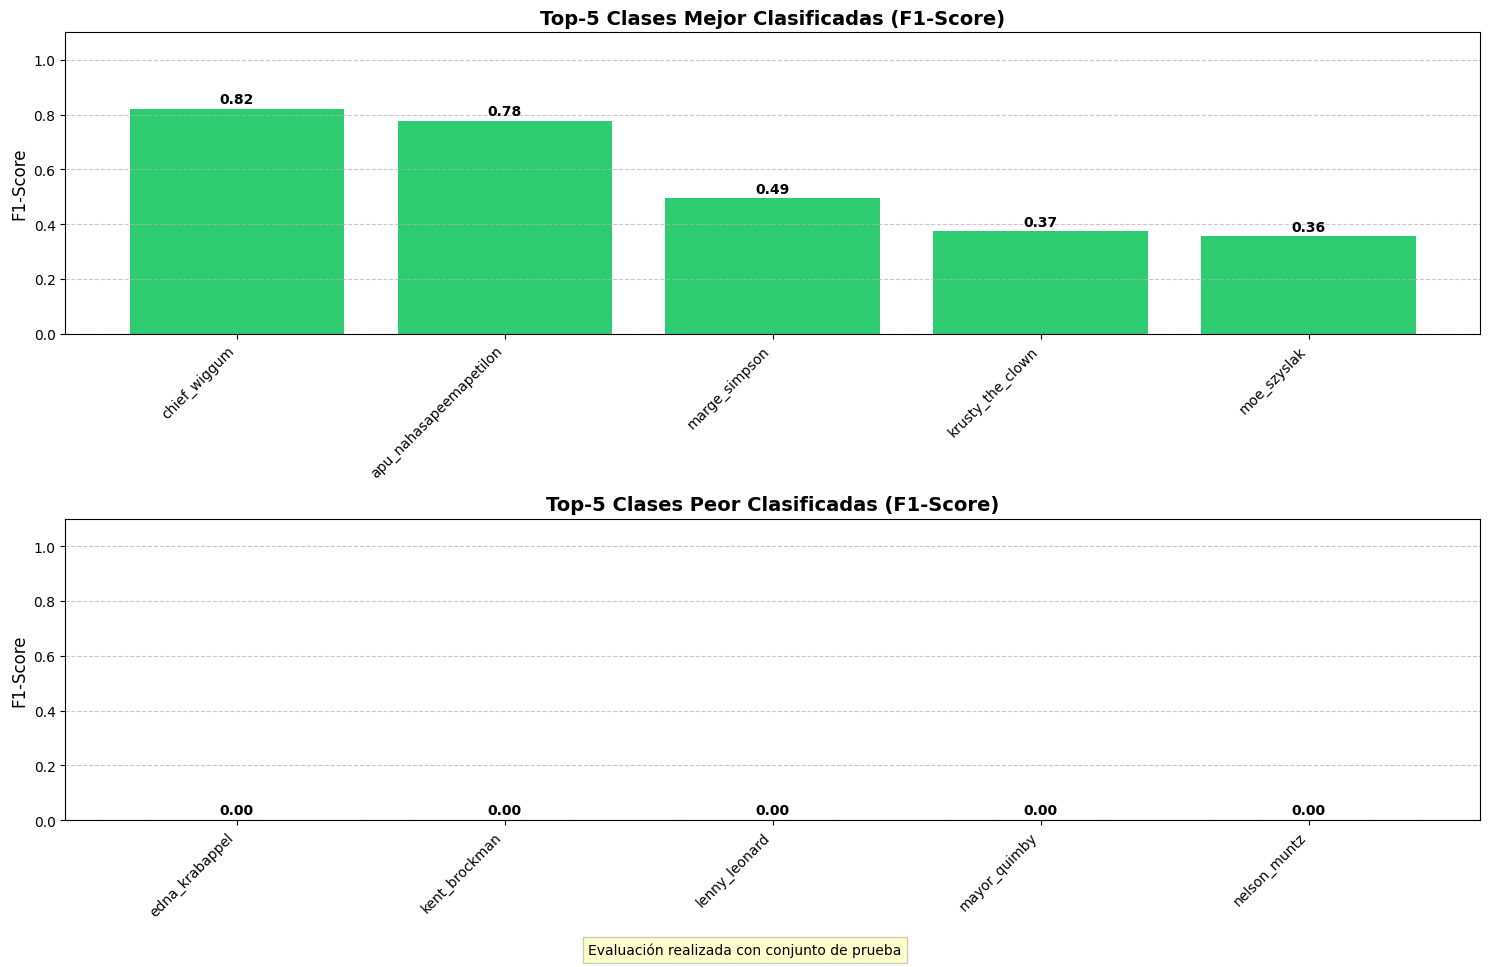 Top-5 Clases Mejor Clasificadas (F1-Score)
F1-Score
1.0
0.8
0.6
0.4
0.2
0.0
0.82
0.78
0.49
0.37
0.36
chief_wiggum
apu_nahasapeemapetilon
marge_simpson
krusty_the_clown
moe_szyslak
Top-5 Clases Peor Clasificadas (F1-Score)
F1-Score
1.0
0.8
0.6
0.4
0.2
0.0
0.00
0.00
0.00
0.00
0.00
edna_krabappel
kent_brockman
lenny_leonard
mayor_quimby
nelson_muntz
Evaluación realizada con conjunto de prueba